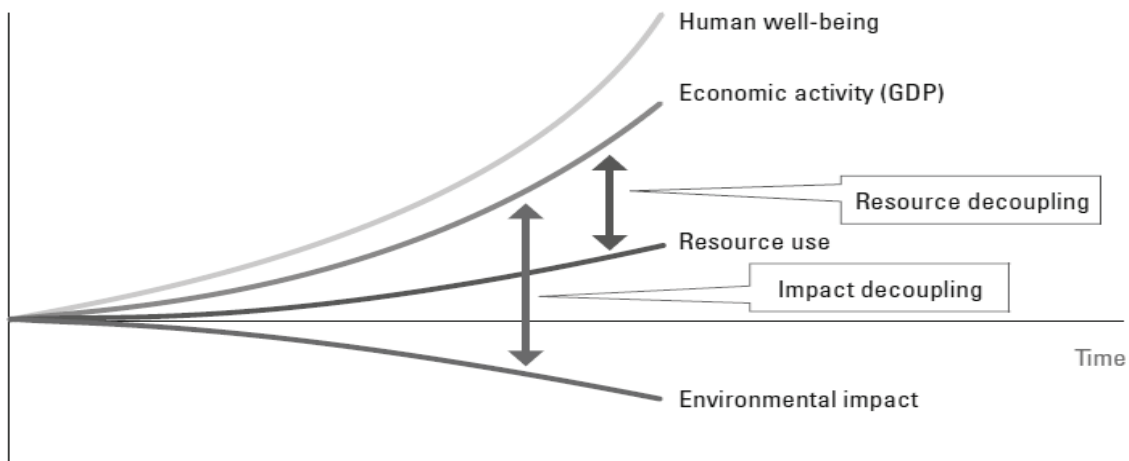 Human well-being
Economic activity (GDP)
Resource decoupling
Resource use
Impact decoupling
Time
Environmental impact